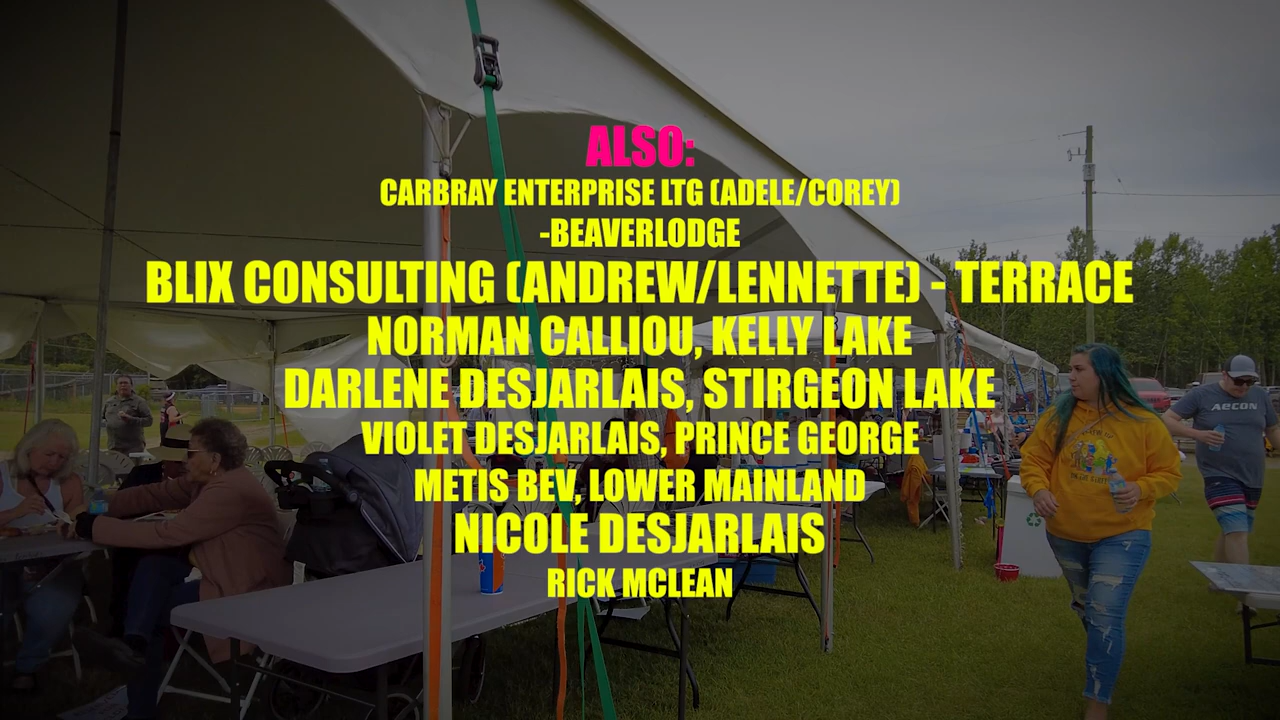 ALSO:
CARBRAY ENTERPRISE LTG (ADELE/COREY)
-BEAVERLODGE
BLIX CONSULTING (ANDREW/LENNETTE) - TERRACE
NORMAN CALLIOU, KELLY LAKE
DARLENE DESJARLAIS, STIRGEON LAKE
VIOLET DESJARLAIS, PRINCE GEORGE
METIS BEV, LOWER MAINLAND
NICOLE DESJARLAIS
RICK MCLEAN
AECON